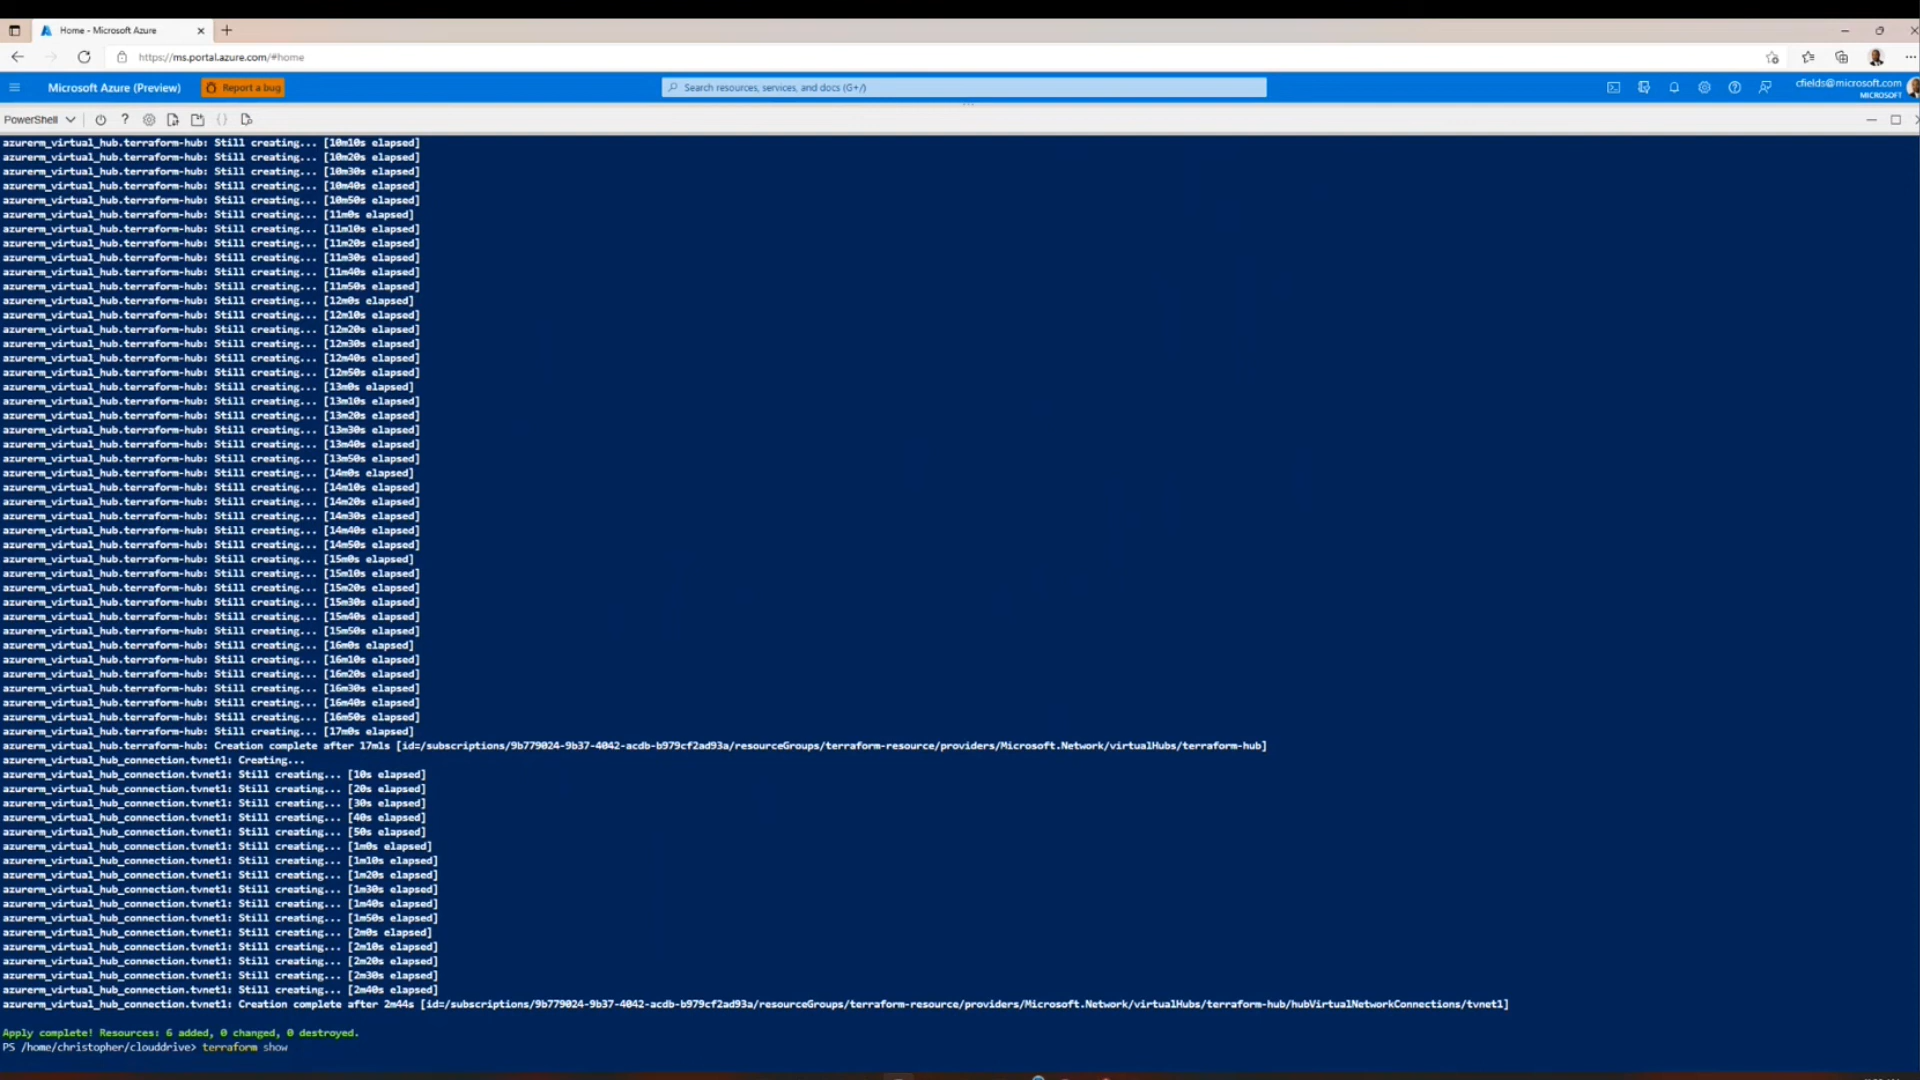 Home - Microsoft Azure
https://ms.portal.azure.com/#home
Microsoft Azure (Preview)
Report a bug
Search resources, services, and docs (G+/)
cfields@microsoft.com
MICROSOFT
PowerShell
azurerm_virtual_hub.terraform-hub: Still creating... [10m10s elapsed]
azurerm_virtual_hub.terraform-hub: Still creating... [10m20s elapsed]
azurerm_virtual_hub.terraform-hub: Still creating... [10m30s elapsed]
azurerm_virtual_hub.terraform-hub: Still creating... [10m40s elapsed]
azurerm_virtual_hub.terraform-hub: Still creating... [10m50s elapsed]
azurerm_virtual_hub.terraform-hub: Still creating... [11m0s elapsed]
azurerm_virtual_hub.terraform-hub: Still creating... [11m10s elapsed]
azurerm_virtual_hub.terraform-hub: Still creating... [11m20s elapsed]
azurerm_virtual_hub.terraform-hub: Still creating... [11m30s elapsed]
azurerm_virtual_hub.terraform-hub: Still creating... [11m40s elapsed]
azurerm_virtual_hub.terraform-hub: Still creating... [11m50s elapsed]
azurerm_virtual_hub.terraform-hub: Still creating... [12m0s elapsed]
azurerm_virtual_hub.terraform-hub: Still creating... [12m10s elapsed]
azurerm_virtual_hub.terraform-hub: Still creating... [12m20s elapsed]
azurerm_virtual_hub.terraform-hub: Still creating... [12m30s elapsed]
azurerm_virtual_hub.terraform-hub: Still creating... [12m40s elapsed]
azurerm_virtual_hub.terraform-hub: Still creating... [12m50s elapsed]
azurerm_virtual_hub.terraform-hub: Still creating... [13m0s elapsed]
azurerm_virtual_hub.terraform-hub: Still creating... [13m10s elapsed]
azurerm_virtual_hub.terraform-hub: Still creating... [13m20s elapsed]
azurerm_virtual_hub.terraform-hub: Still creating... [13m30s elapsed]
azurerm_virtual_hub.terraform-hub: Still creating... [13m40s elapsed]
azurerm_virtual_hub.terraform-hub: Still creating... [13m50s elapsed]
azurerm_virtual_hub.terraform-hub: Still creating... [14m0s elapsed]
azurerm_virtual_hub.terraform-hub: Still creating... [14m10s elapsed]
azurerm_virtual_hub.terraform-hub: Still creating... [14m20s elapsed]
azurerm_virtual_hub.terraform-hub: Still creating... [14m30s elapsed]
azurerm_virtual_hub.terraform-hub: Still creating... [14m40s elapsed]
azurerm_virtual_hub.terraform-hub: Still creating... [14m50s elapsed]
azurerm_virtual_hub.terraform-hub: Still creating... [15m0s elapsed]
azurerm_virtual_hub.terraform-hub: Still creating... [15m10s elapsed]
azurerm_virtual_hub.terraform-hub: Still creating... [15m20s elapsed]
azurerm_virtual_hub.terraform-hub: Still creating... [15m30s elapsed]
azurerm_virtual_hub.terraform-hub: Still creating... [15m40s elapsed]
azurerm_virtual_hub.terraform-hub: Still creating... [15m50s elapsed]
azurerm_virtual_hub.terraform-hub: Still creating... [16m0s elapsed]
azurerm_virtual_hub.terraform-hub: Still creating... [16m10s elapsed]
azurerm_virtual_hub.terraform-hub: Still creating... [16m20s elapsed]
azurerm_virtual_hub.terraform-hub: Still creating... [16m30s elapsed]
azurerm_virtual_hub.terraform-hub: Still creating... [16m40s elapsed]
azurerm_virtual_hub.terraform-hub: Still creating... [16m50s elapsed]
azurerm_virtual_hub.terraform-hub: Still creating... [17m0s elapsed]
azurerm_virtual_hub.terraform-hub: Creation complete after 17m1s [id=/subscriptions/9b779024-9b37-4042-acdb-b979cf2ad93a/resourceGroups/terraform-resource/providers/Microsoft.Network/virtualHubs/terraform-hub]
azurerm_virtual_hub_connection.tvnet1: Creating...
azurerm_virtual_hub_connection.tvnet1: Still creating... [10s elapsed]
azurerm_virtual_hub_connection.tvnet1: Still creating... [20s elapsed]
azurerm_virtual_hub_connection.tvnet1: Still creating... [30s elapsed]
azurerm_virtual_hub_connection.tvnet1: Still creating... [40s elapsed]
azurerm_virtual_hub_connection.tvnet1: Still creating... [50s elapsed]
azurerm_virtual_hub_connection.tvnet1: Still creating... [1m0s elapsed]
azurerm_virtual_hub_connection.tvnet1: Still creating... [1m10s elapsed]
azurerm_virtual_hub_connection.tvnet1: Still creating... [1m20s elapsed]
azurerm_virtual_hub_connection.tvnet1: Still creating... [1m30s elapsed]
azurerm_virtual_hub_connection.tvnet1: Still creating... [1m40s elapsed]
azurerm_virtual_hub_connection.tvnet1: Still creating... [1m50s elapsed]
azurerm_virtual_hub_connection.tvnet1: Still creating... [2m0s elapsed]
azurerm_virtual_hub_connection.tvnet1: Still creating... [2m10s elapsed]
azurerm_virtual_hub_connection.tvnet1: Still creating... [2m20s elapsed]
azurerm_virtual_hub_connection.tvnet1: Still creating... [2m30s elapsed]
azurerm_virtual_hub_connection.tvnet1: Still creating... [2m40s elapsed]
azurerm_virtual_hub_connection.tvnet1: Creation complete after 2m44s [id=/subscriptions/9b779024-9b37-4042-acdb-b979cf2ad93a/resourceGroups/terraform-resource/providers/Microsoft.Network/virtualHubs/terraform-hub/hubVirtualNetworkConnections/tvnet1]
Apply complete! Resources: 6 added, 0 changed, 0 destroyed.
PS /home/christopher/clouddrive> terraform show